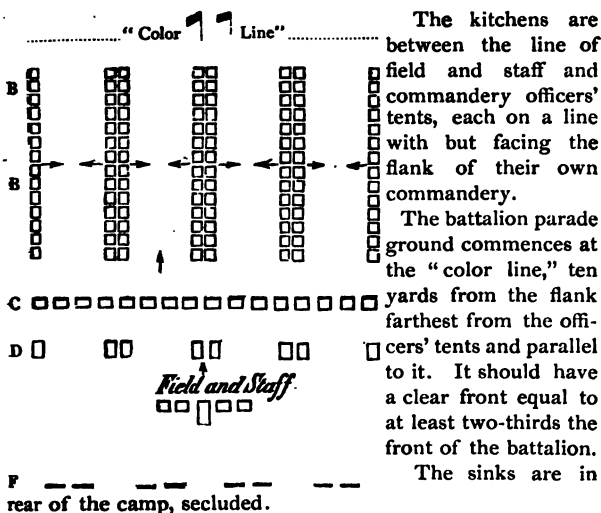 "Color Line"
B
B
C
D
Field and Staff
F
The kitchens are
between the line of
field and staff and
commandery officers'
tents, each on a line
with but facing the
flank of their own
commandery.
The battalion parade
ground commences at
the "color line," ten
yards from the flank
farthest from the offi-
cers' tents and parallel
to it. It should have
a clear front equal to
at least two-thirds the
front of the battalion.
The sinks are in
rear of the camp, secluded.